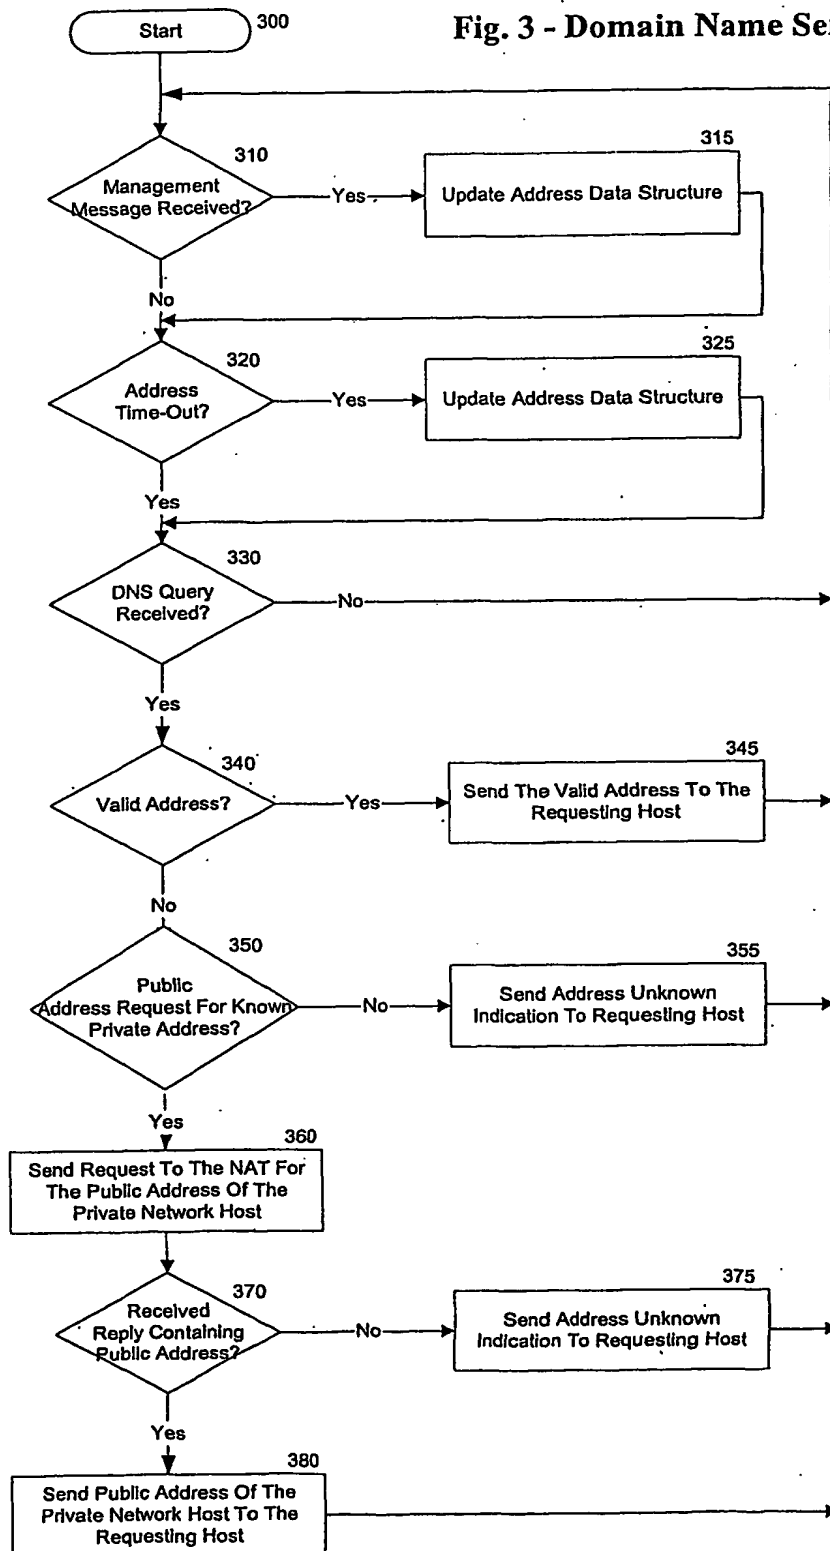 Fig. 3 - Domain Name Se
Start
300
310
Management
Message Received?
Yes
315
Update Address Data Structure
No
320
Address
Time-Out?
Yes
325
Update Address Data Structure
Yes
330
DNS Query
Received?
No
Yes
340
Valid Address?
Yes
345
Send The Valid Address To The
Requesting Host
No
350
Public
Address Request For Known
Private Address?
No
355
Send Address Unknown
Indication To Requesting Host
Yes
360
Send Request To The NAT For
The Public Address Of The
Private Network Host
370
Received
Reply Containing
Public Address?
No
375
Send Address Unknown
Indication To Requesting Host
Yes
380
Send Public Address Of The
Private Network Host To The
Requesting Host